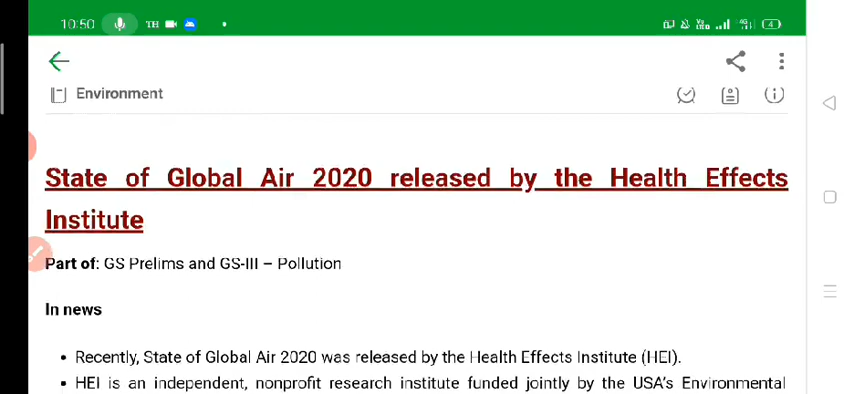 10:50 TH 4
Environment
State of Global Air 2020 released by the Health Effects
Institute
Part of: GS Prelims and GS-III – Pollution
In news
• Recently, State of Global Air 2020 was released by the Health Effects Institute (HEI).
• HEI is an independent, nonprofit research institute funded jointly by the USA's Environmental